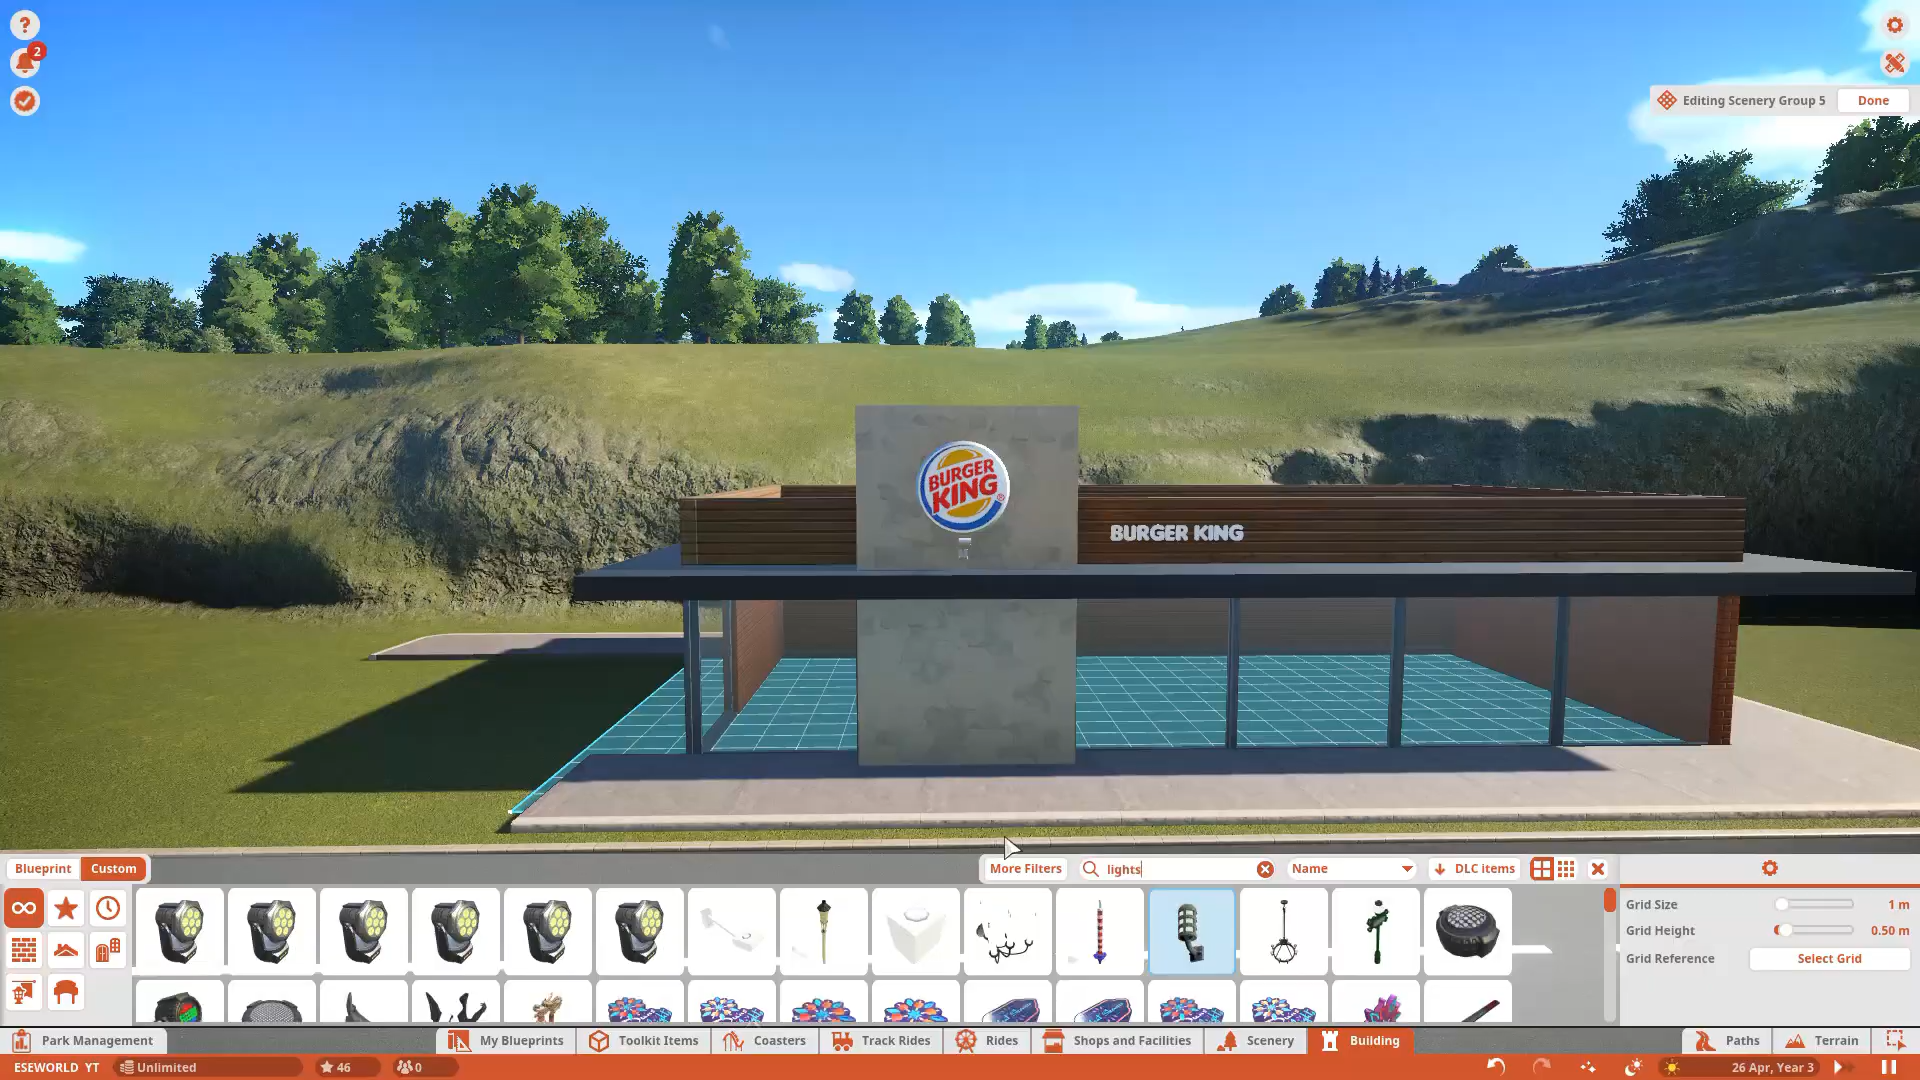 ?
2
Editing Scenery Group 5
Done
BURGER
KING
®
BURGER KING
Blueprint
Custom
More Filters
lights
Name
DLC items
Grid Size
1 m
Grid Height
0.50 m
Grid Reference
Select Grid
Park Management
My Blueprints
Toolkit Items
Coasters
Track Rides
Rides
Shops and Facilities
Scenery
Building
Paths
Terrain
ESEWORLD YT
Unlimited
46
0
26 Apr, Year 3